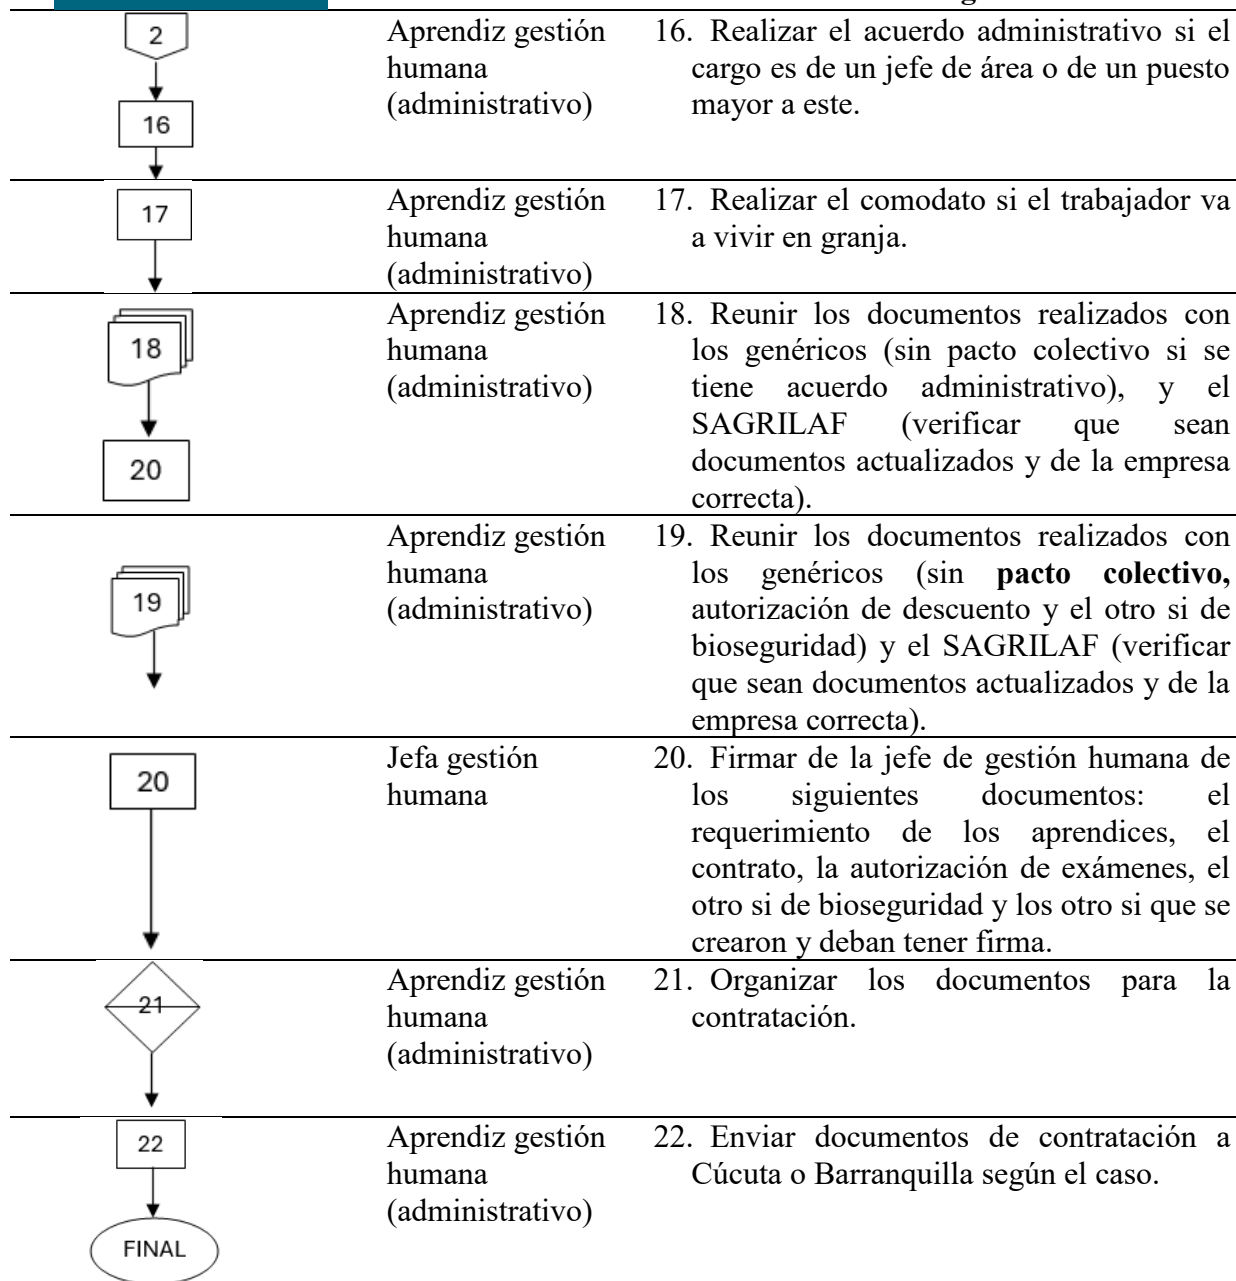 2
16
Aprendiz gestión
humana
(administrativo)
16. Realizar el acuerdo administrativo si el
cargo es de un jefe de área o de un puesto
mayor a este.
17
Aprendiz gestión
humana
(administrativo)
17. Realizar el comodato si el trabajador va
a vivir en granja.
18
20
Aprendiz gestión
humana
(administrativo)
18. Reunir los documentos realizados con
los genéricos (sin pacto colectivo si se
tiene acuerdo administrativo), y el
SAGRILAF (verificar que sean
documentos actualizados y de la empresa
correcta).
19
Aprendiz gestión
humana
(administrativo)
19. Reunir los documentos realizados con
los genéricos (sin pacto colectivo,
autorización de descuento y el otro si de
bioseguridad) y el SAGRILAF (verificar
que sean documentos actualizados y de la
empresa correcta).
20
Jefa gestión
humana
20. Firmar de la jefe de gestión humana de
los siguientes documentos: el
requerimiento de los aprendices, el
contrato, la autorización de exámenes, el
otro si de bioseguridad y los otro si que se
crearon y deban tener firma.
21
Aprendiz gestión
humana
(administrativo)
21. Organizar los documentos para la
contratación.
22
FINAL
Aprendiz gestión
humana
(administrativo)
22. Enviar documentos de contratación a
Cúcuta o Barranquilla según el caso.